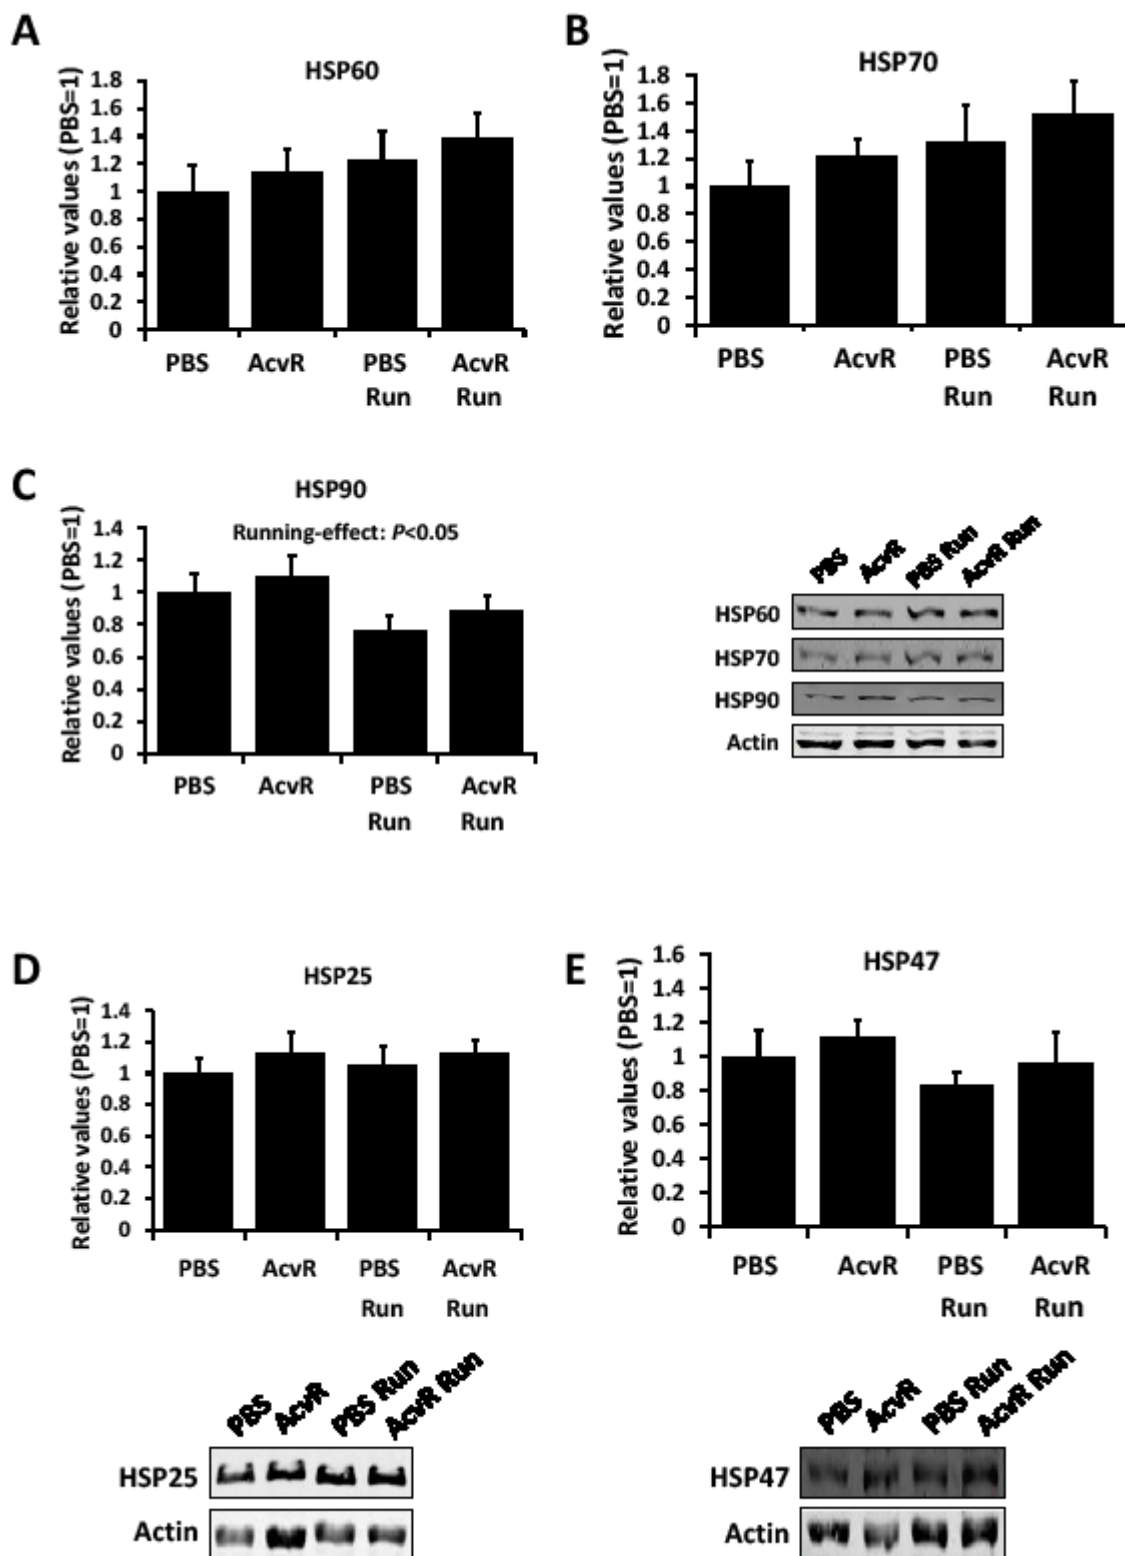 A
HSP60
Relative values (PBS=1)
1.8
1.6
1.4
1.2
1
0.8
0.6
0.4
0.2
0
PBS AcvR PBS AcvR
Run Run
B
HSP70
Relative values (PBS=1)
1.8
1.6
1.4
1.2
1
0.8
0.6
0.4
0.2
0
PBS AcvR PBS AcvR
Run Run
C
HSP90
Running-effect: P<0.05
Relative values (PBS=1)
1.4
1.2
1
0.8
0.6
0.4
0.2
0
PBS AcvR PBS AcvR
Run Run
PBS AcvR PBS Run AcvR Run
HSP60
HSP70
HSP90
Actin
D
HSP25
Relative values (PBS=1)
1.4
1.2
1
0.8
0.6
0.4
0.2
0
PBS AcvR PBS AcvR
Run Run
PBS AcvR PBS Run AcvR Run
HSP25
Actin
E
HSP47
Relative values (PBS=1)
1.6
1.4
1.2
1
0.8
0.6
0.4
0.2
0
PBS AcvR PBS AcvR
Run Run
PBS AcvR PBS Run AcvR Run
HSP47
Actin